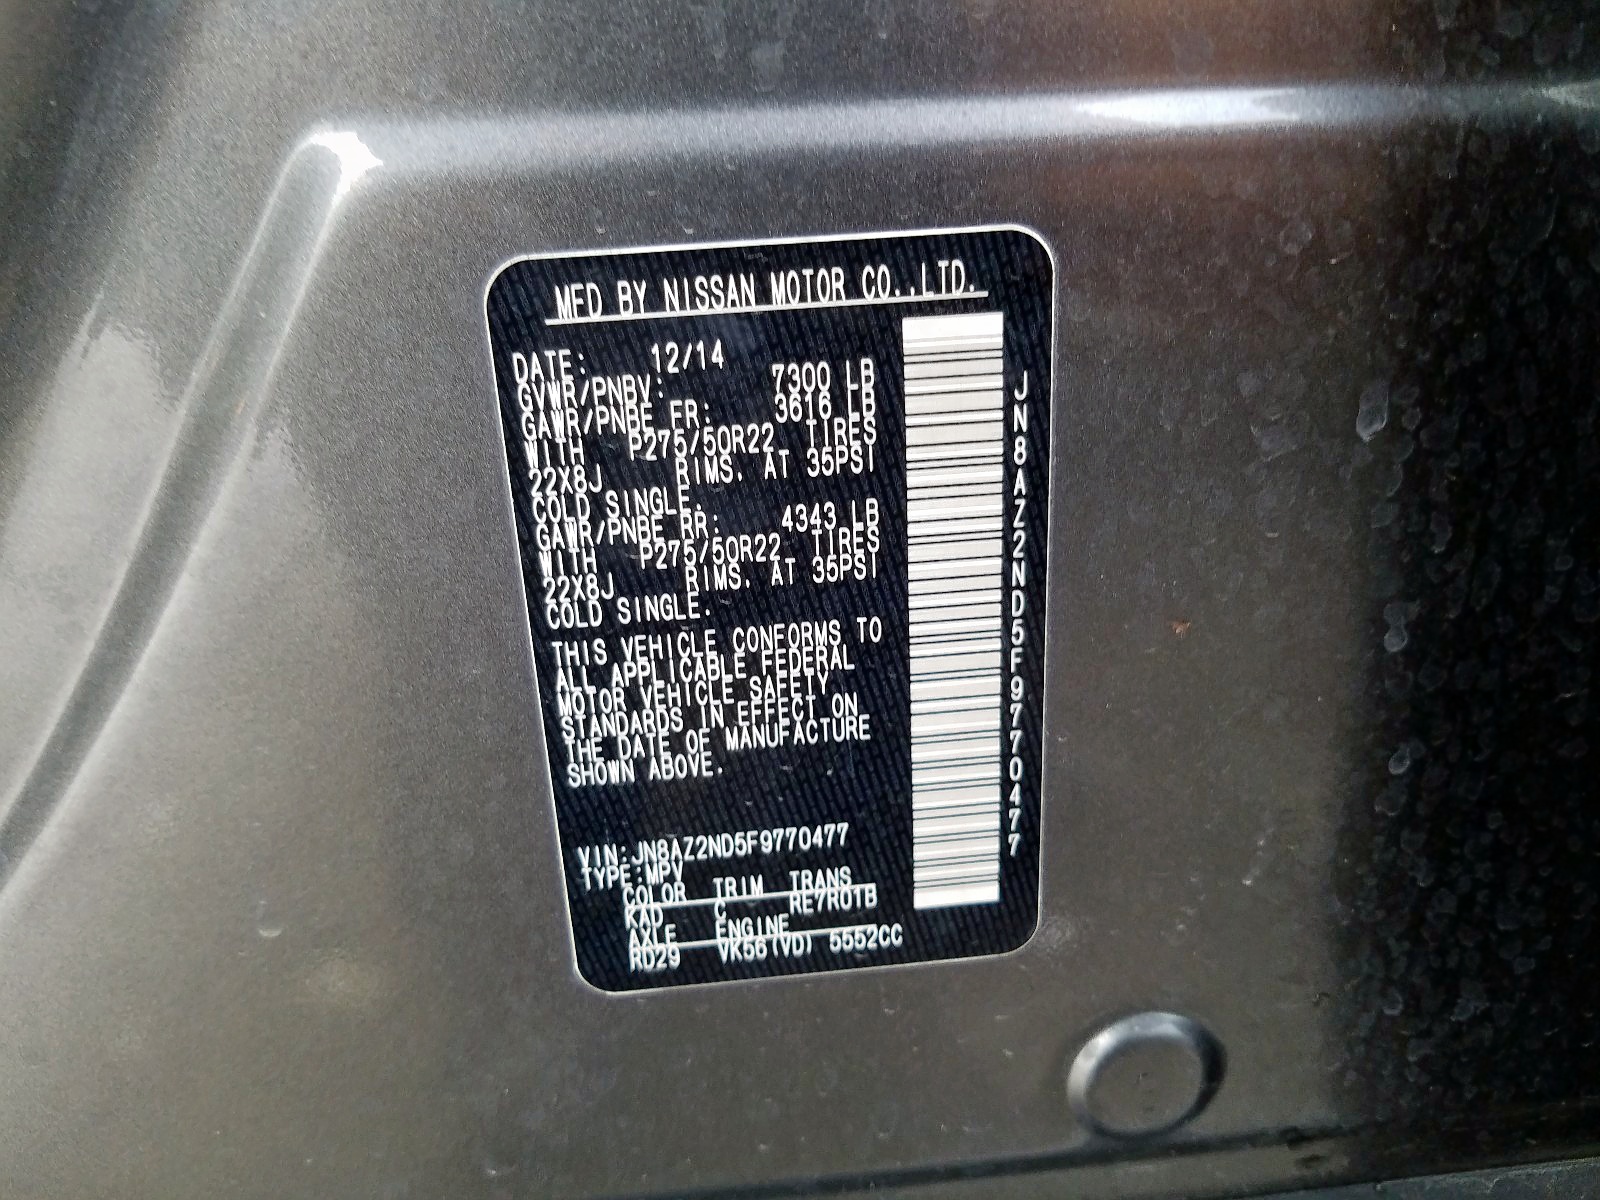 MFD BY NISSAN MOTOR CO.,LTD.
DATE: 12/14
GVWR/PNBV: 7300 LB
GAWR/PNBE FR: 3616 LB
WITH P275/50R22 TIRES
22X8J RIMS. AT 35PSI
COLD SINGLE.
GAWR/PNBE RR: 4343 LB
WITH P275/50R22 TIRES
22X8J RIMS. AT 35PSI
COLD SINGLE.
THIS VEHICLE CONFORMS TO
ALL APPLICABLE FEDERAL
MOTOR VEHICLE SAFETY
STANDARDS IN EFFECT ON
THE DATE OF MANUFACTURE
SHOWN ABOVE.
VIN:JN8AZ2ND5F9770477
TYPE:MPV
COLOR TRIM TRANS
KAD C RE7R01B
AXLE ENGINE
RD29 VK56(VD) 5552CC
JN8AZ2ND5F9770477